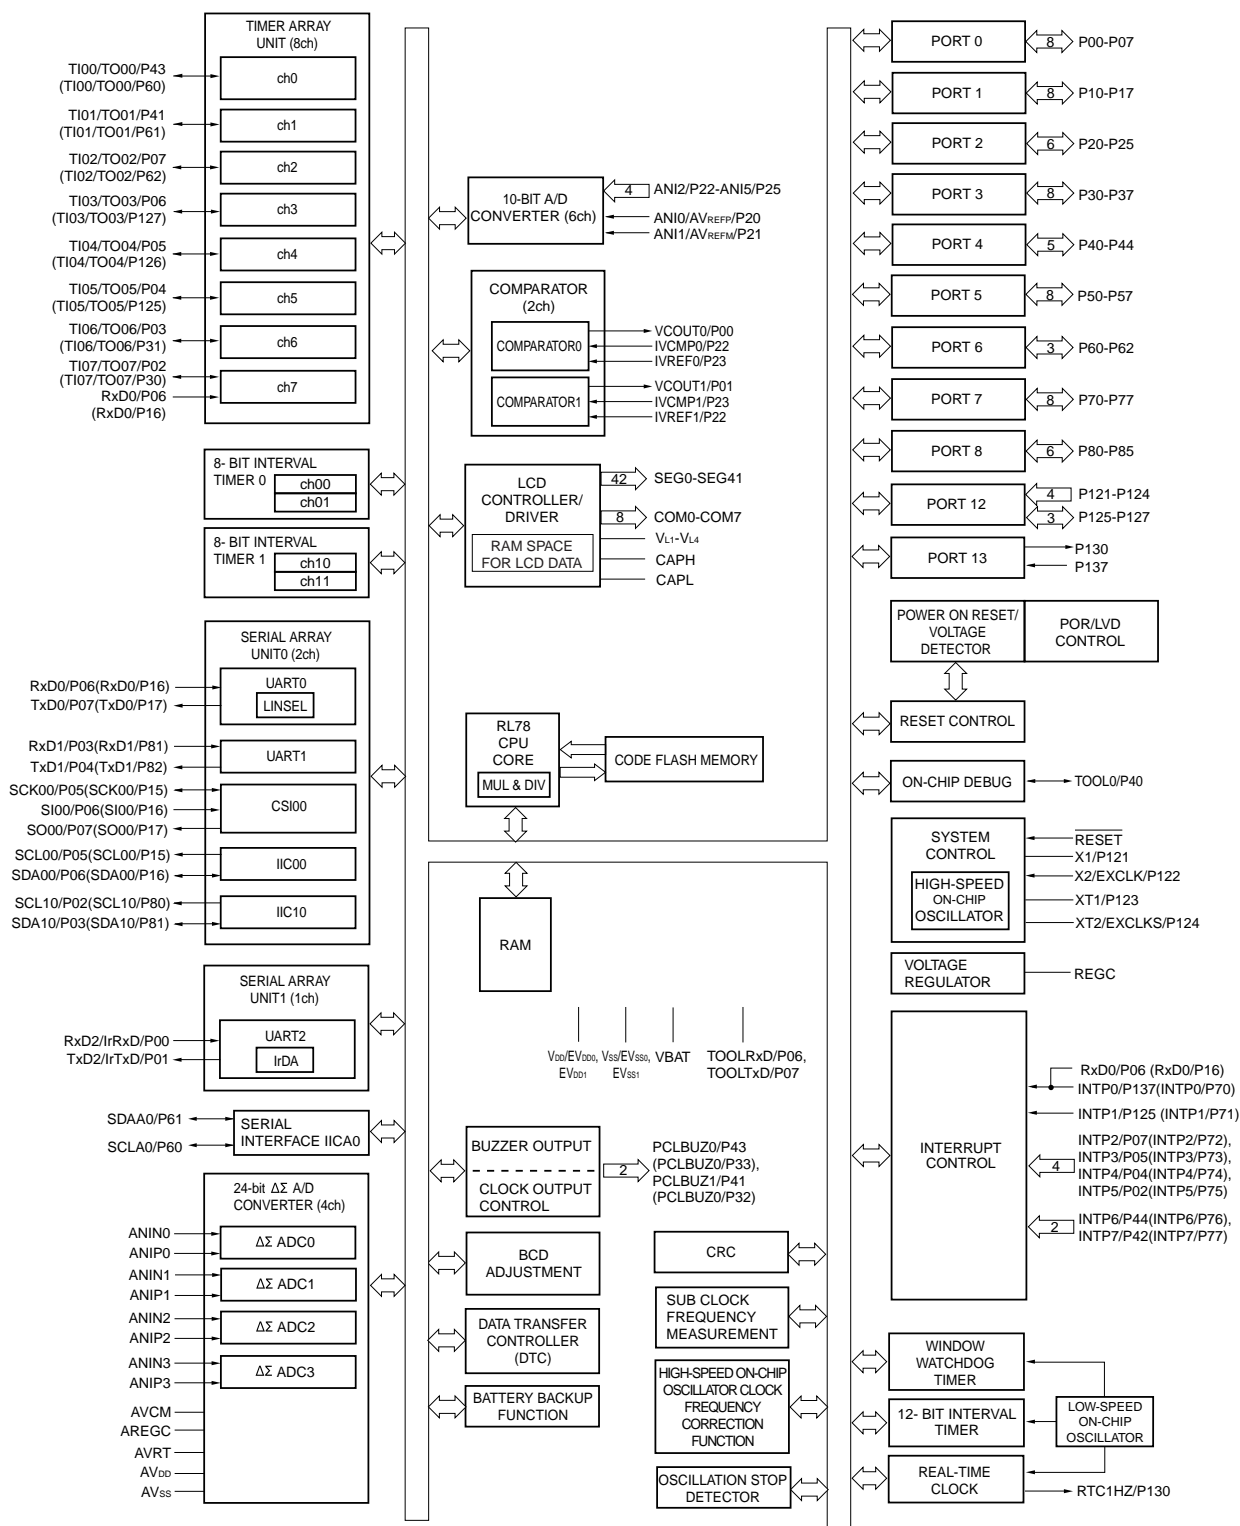 TIMER ARRAY
UNIT (8ch)
TI00/TO00/P43
(TI00/TO00/P60)
ch0
TI01/TO01/P41
(TI01/TO01/P61)
ch1
TI02/TO02/P07
(TI02/TO02/P62)
ch2
TI03/TO03/P06
(TI03/TO03/P127)
ch3
TI04/TO04/P05
(TI04/TO04/P126)
ch4
TI05/TO05/P04
(TI05/TO05/P125)
ch5
TI06/TO06/P03
(TI06/TO06/P31)
ch6
TI07/TO07/P02
(TI07/TO07/P30)
RxD0/P06
(RxD0/P16)
ch7
8- BIT INTERVAL
TIMER 0
ch00
ch01
8- BIT INTERVAL
TIMER 1
ch10
ch11
SERIAL ARRAY
UNIT0 (2ch)
RxD0/P06(RxD0/P16)
TxD0/P07(TxD0/P17)
UART0
LINSEL
RxD1/P03(RxD1/P81)
TxD1/P04(TxD1/P82)
UART1
SCK00/P05(SCK00/P15)
SI00/P06(SI00/P16)
SO00/P07(SO00/P17)
CSI00
SCL00/P05(SCL00/P15)
SDA00/P06(SDA00/P16)
IIC00
SCL10/P02(SCL10/P80)
SDA10/P03(SDA10/P81)
IIC10
SERIAL ARRAY
UNIT1 (1ch)
RxD2/IrRxD/P00
TxD2/IrTxD/P01
UART2
IrDA
SDAA0/P61
SCLA0/P60
SERIAL
INTERFACE IICA0
24-bit ΔΣ A/D
CONVERTER (4ch)
ANIN0
ANIP0
ΔΣ ADC0
ANIN1
ANIP1
ΔΣ ADC1
ANIN2
ANIP2
ΔΣ ADC2
ANIN3
ANIP3
ΔΣ ADC3
AVCM
AREGC
AVRT
AVDD
AVSS
10-BIT A/D
CONVERTER (6ch)
4
ANI2/P22-ANI5/P25
ANI0/AVREFP/P20
ANI1/AVREFM/P21
COMPARATOR
(2ch)
COMPARATOR0
VCOUT0/P00
IVCMP0/P22
IVREF0/P23
COMPARATOR1
VCOUT1/P01
IVCMP1/P23
IVREF1/P22
LCD
CONTROLLER/
DRIVER
RAM SPACE
FOR LCD DATA
42
SEG0-SEG41
8
COM0-COM7
VL1-VL4
CAPH
CAPL
RL78
CPU
CORE
MUL & DIV
CODE FLASH MEMORY
RAM
VDD/EVDD0,
EVDD1
VSS/EVSS0,
EVSS1
VBAT
TOOLRxD/P06,
TOOLTxD/P07
BUZZER OUTPUT
CLOCK OUTPUT
CONTROL
2
PCLBUZ0/P43
(PCLBUZ0/P33),
PCLBUZ1/P41
(PCLBUZ0/P32)
BCD
ADJUSTMENT
DATA TRANSFER
CONTROLLER
(DTC)
BATTERY BACKUP
FUNCTION
CRC
SUB CLOCK
FREQUENCY
MEASUREMENT
HIGH-SPEED ON-CHIP
OSCILLATOR CLOCK
FREQUENCY
CORRECTION
FUNCTION
OSCILLATION STOP
DETECTOR
PORT 0
8
P00-P07
PORT 1
8
P10-P17
PORT 2
6
P20-P25
PORT 3
8
P30-P37
PORT 4
5
P40-P44
PORT 5
8
P50-P57
PORT 6
3
P60-P62
PORT 7
8
P70-P77
PORT 8
6
P80-P85
PORT 12
4
P121-P124
3
P125-P127
PORT 13
P130
P137
POWER ON RESET/
VOLTAGE
DETECTOR
POR/LVD
CONTROL
RESET CONTROL
ON-CHIP DEBUG
TOOL0/P40
SYSTEM
CONTROL
HIGH-SPEED
ON-CHIP
OSCILLATOR
RESET
X1/P121
X2/EXCLK/P122
XT1/P123
XT2/EXCLKS/P124
VOLTAGE
REGULATOR
REGC
INTERRUPT
CONTROL
RxD0/P06 (RxD0/P16)
INTP0/P137(INTP0/P70)
INTP1/P125 (INTP1/P71)
4
INTP2/P07(INTP2/P72),
INTP3/P05(INTP3/P73),
INTP4/P04(INTP4/P74),
INTP5/P02(INTP5/P75)
2
INTP6/P44(INTP6/P76),
INTP7/P42(INTP7/P77)
WINDOW
WATCHDOG
TIMER
12- BIT INTERVAL
TIMER
LOW-SPEED
ON-CHIP
OSCILLATOR
REAL-TIME
CLOCK
RTC1HZ/P130